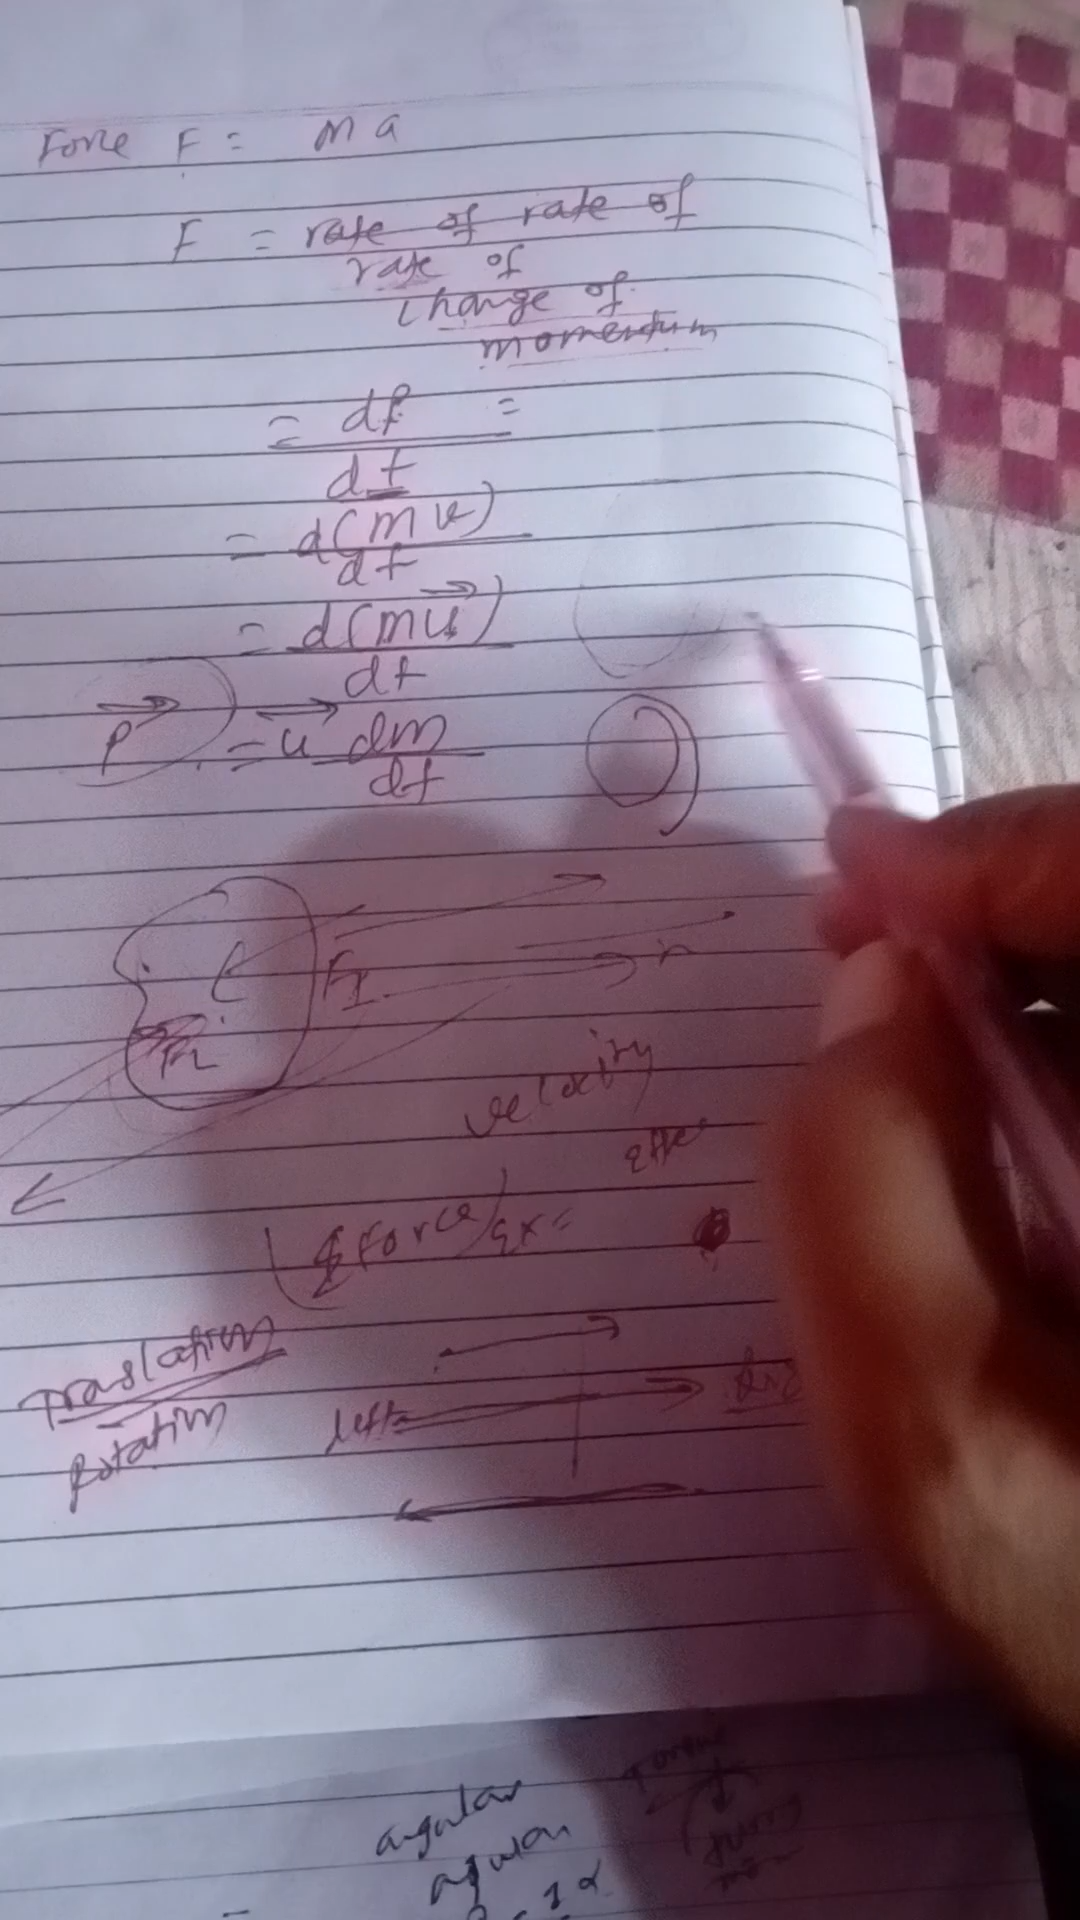 Force F = ma
F = rate of rate of
rate of
change of
momentum
= dp =
dt
= d(mv)
dt
= d(mu)
dt
P = u dm
dt
F1
F2
velocity
force
Translation
Rotation
left
angular